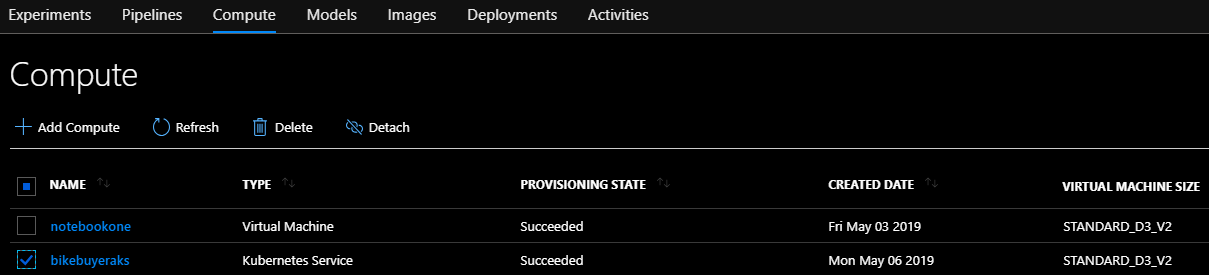 Experiments Pipelines Compute Models Images Deployments Activities
Compute
Add Compute Refresh Delete Detach
NAME TYPE PROVISIONING STATE CREATED DATE VIRTUAL MACHINE SIZE
notebookone Virtual Machine Succeeded Fri May 03 2019 STANDARD_D3_V2
bikebuyeraks Kubernetes Service Succeeded Mon May 06 2019 STANDARD_D3_V2